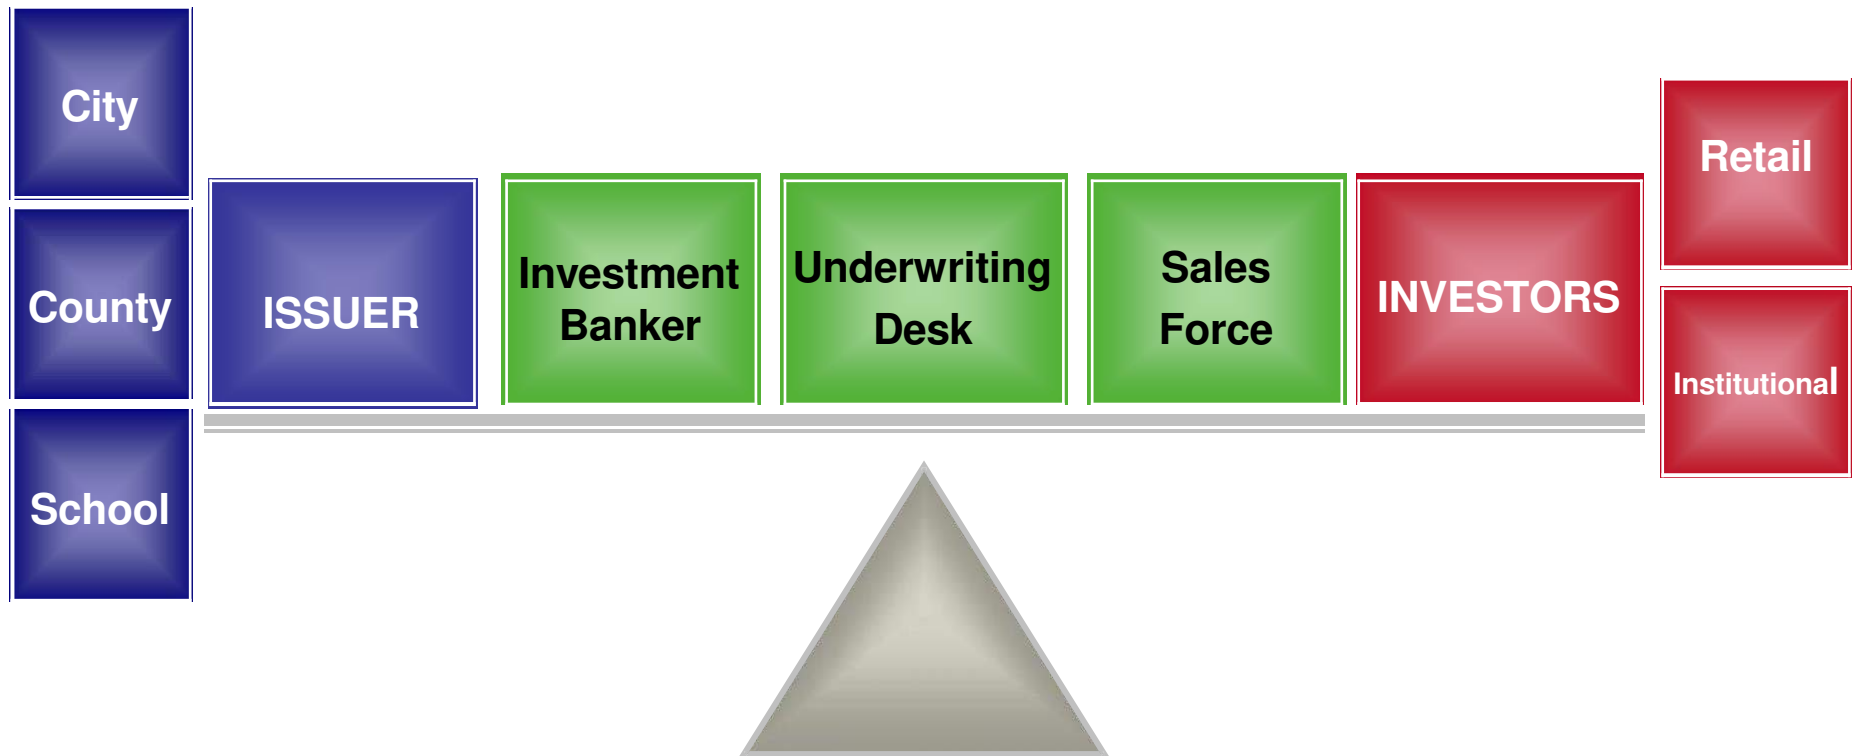 City
County
School
ISSUER
Investment
Banker
Underwriting
Desk
Sales
Force
INVESTORS
Retail
Institutional